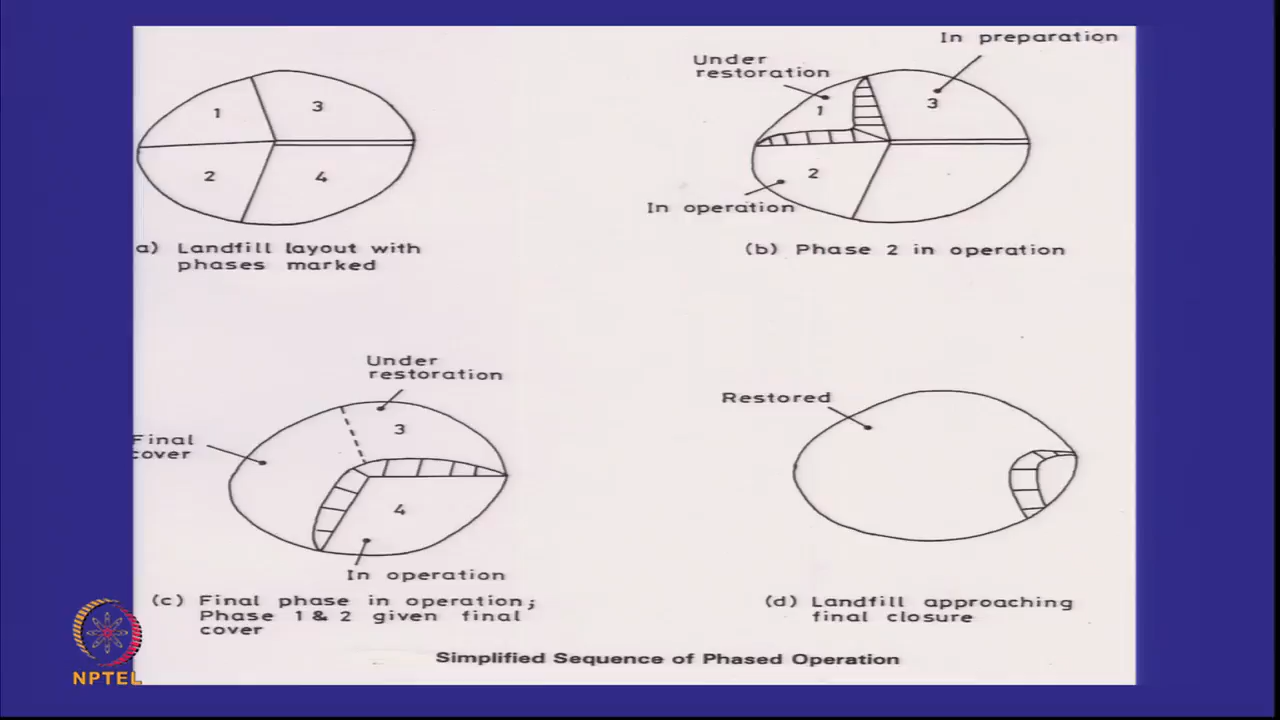 1
3
2
4
a) Landfill layout with
phases marked
In preparation
Under
restoration
1
3
2
In operation
(b) Phase 2 in operation
Under
restoration
Final
cover
3
4
In operation
(c) Final phase in operation;
Phase 1 & 2 given final
cover
Restored
(d) Landfill approaching
final closure
Simplified Sequence of Phased Operation
NPTEL